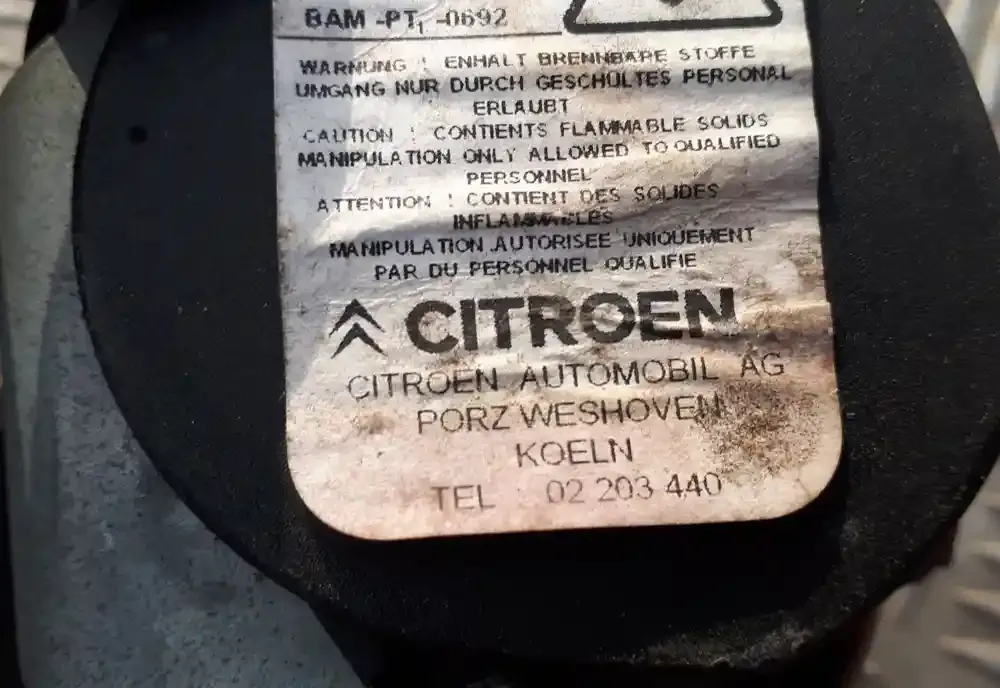 BAM -PT₁ -0692
WARNUNG ! ENHALT BRENNBARE STOFFE
UMGANG NUR DURCH GESCHULTES PERSONAL
ERLAUBT
CAUTION ! CONTIENTS FLAMMABLE SOLIDS
MANIPULATION ONLY ALLOWED TO QUALIFIED
PERSONNEL
ATTENTION ! CONTIENT DES SOLIDES
INFLAMMABLES
MANIPULATION AUTORISEE UNIQUEMENT
PAR DU PERSONNEL QUALIFIE
CITROEN
CITROEN AUTOMOBIL AG
PORZ WESHOVEN
KOELN
TEL : 02 203 440